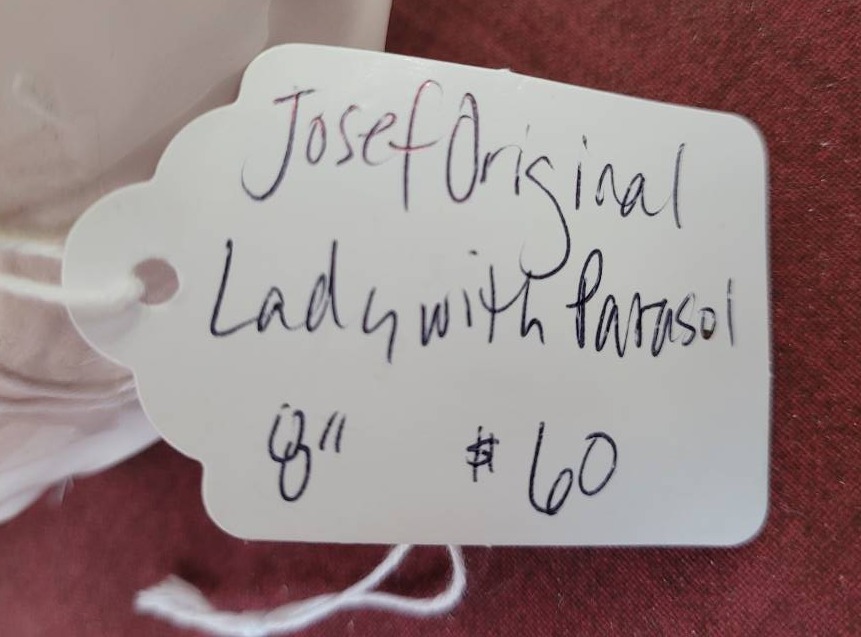 Josef Original
Lady with Parasol
8" $60